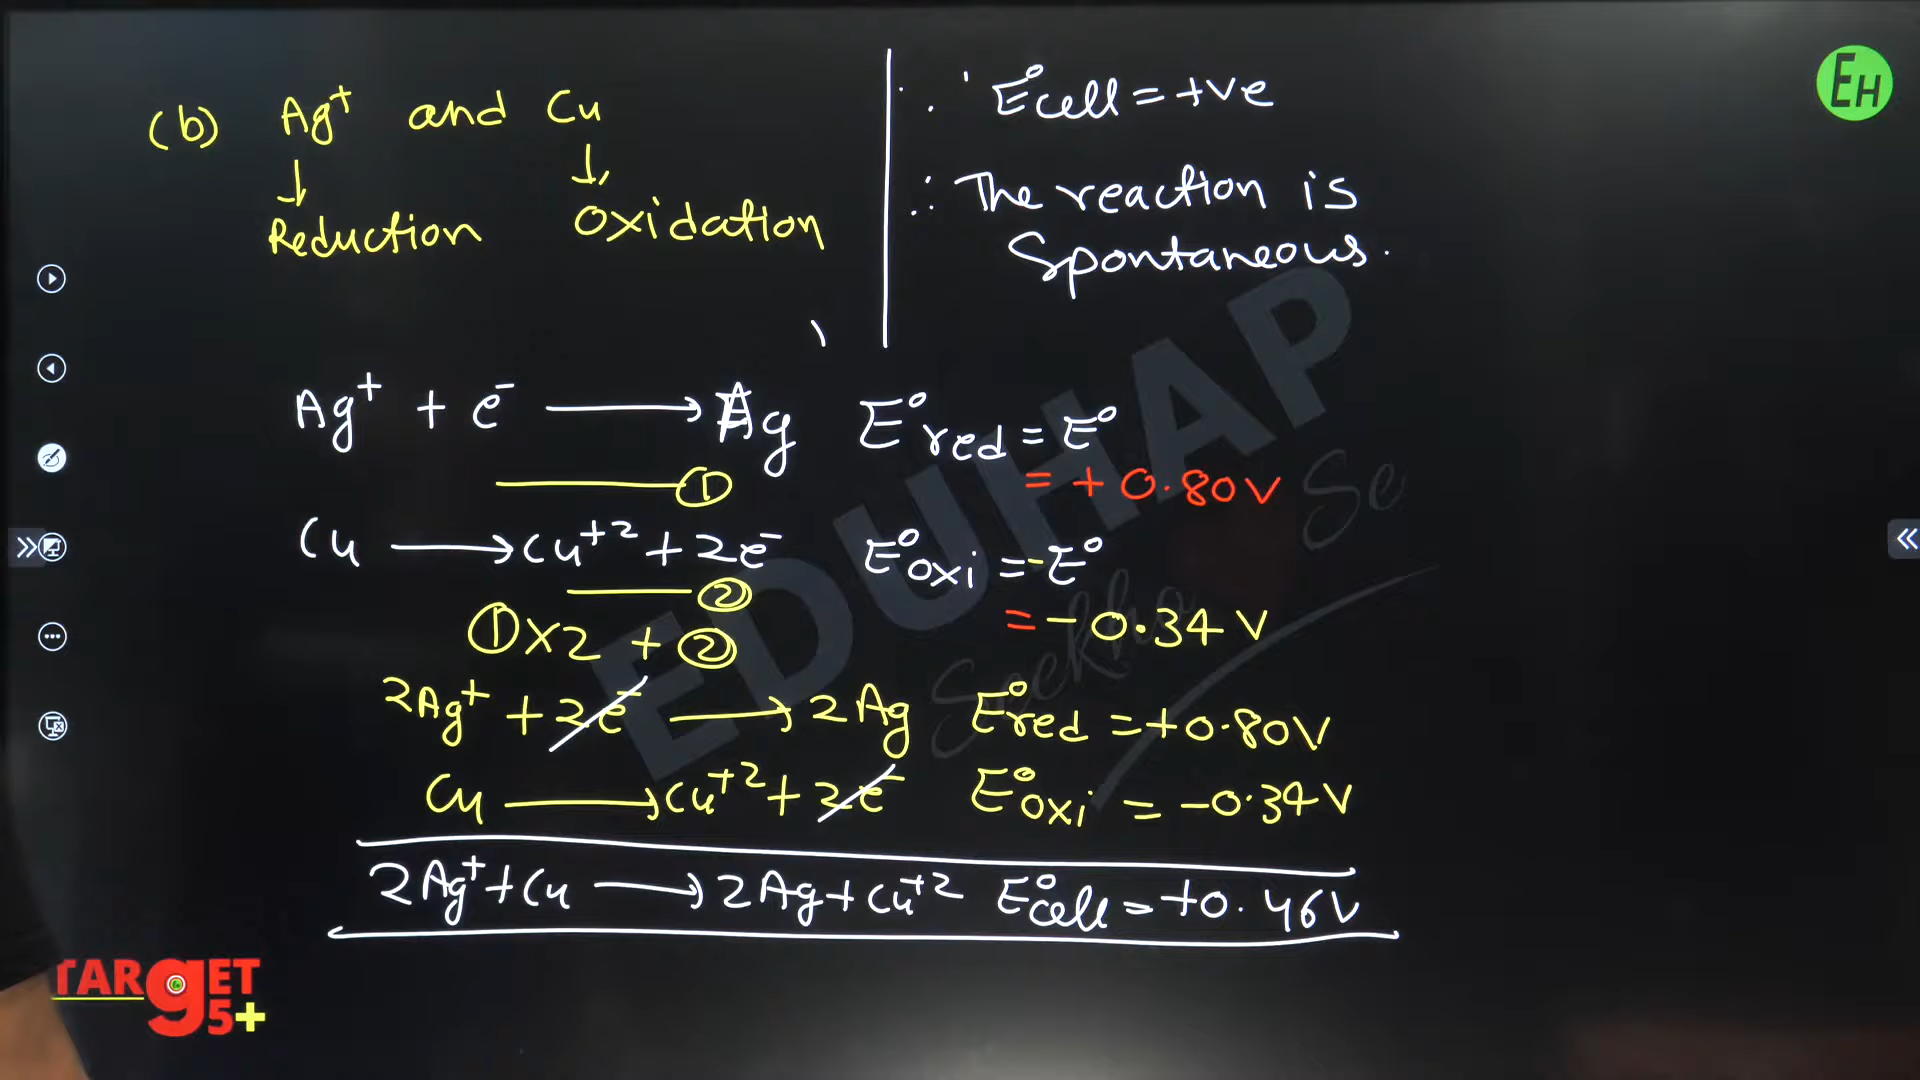 (b) Ag⁺ and Cu
↓ ↓
Reduction Oxidation
∵ E°cell = +ve
∴ The reaction is
Spontaneous.
Ag⁺ + e⁻ ⟶ Ag E°red = E°
—① = + 0.80V
Cu ⟶ Cu⁺² + 2e⁻ E°oxi = -E°
—② = - 0.34 V
① x 2 + ②
2Ag⁺ + 2e⁻ ⟶ 2Ag E°red = +0.80V
Cu ⟶ Cu⁺² + 2e⁻ E°oxi = -0.34V
2Ag⁺ + Cu ⟶ 2Ag + Cu⁺² E°cell = +0.46V
EH
EDUHAP
Seekho Se
TARGET
95+